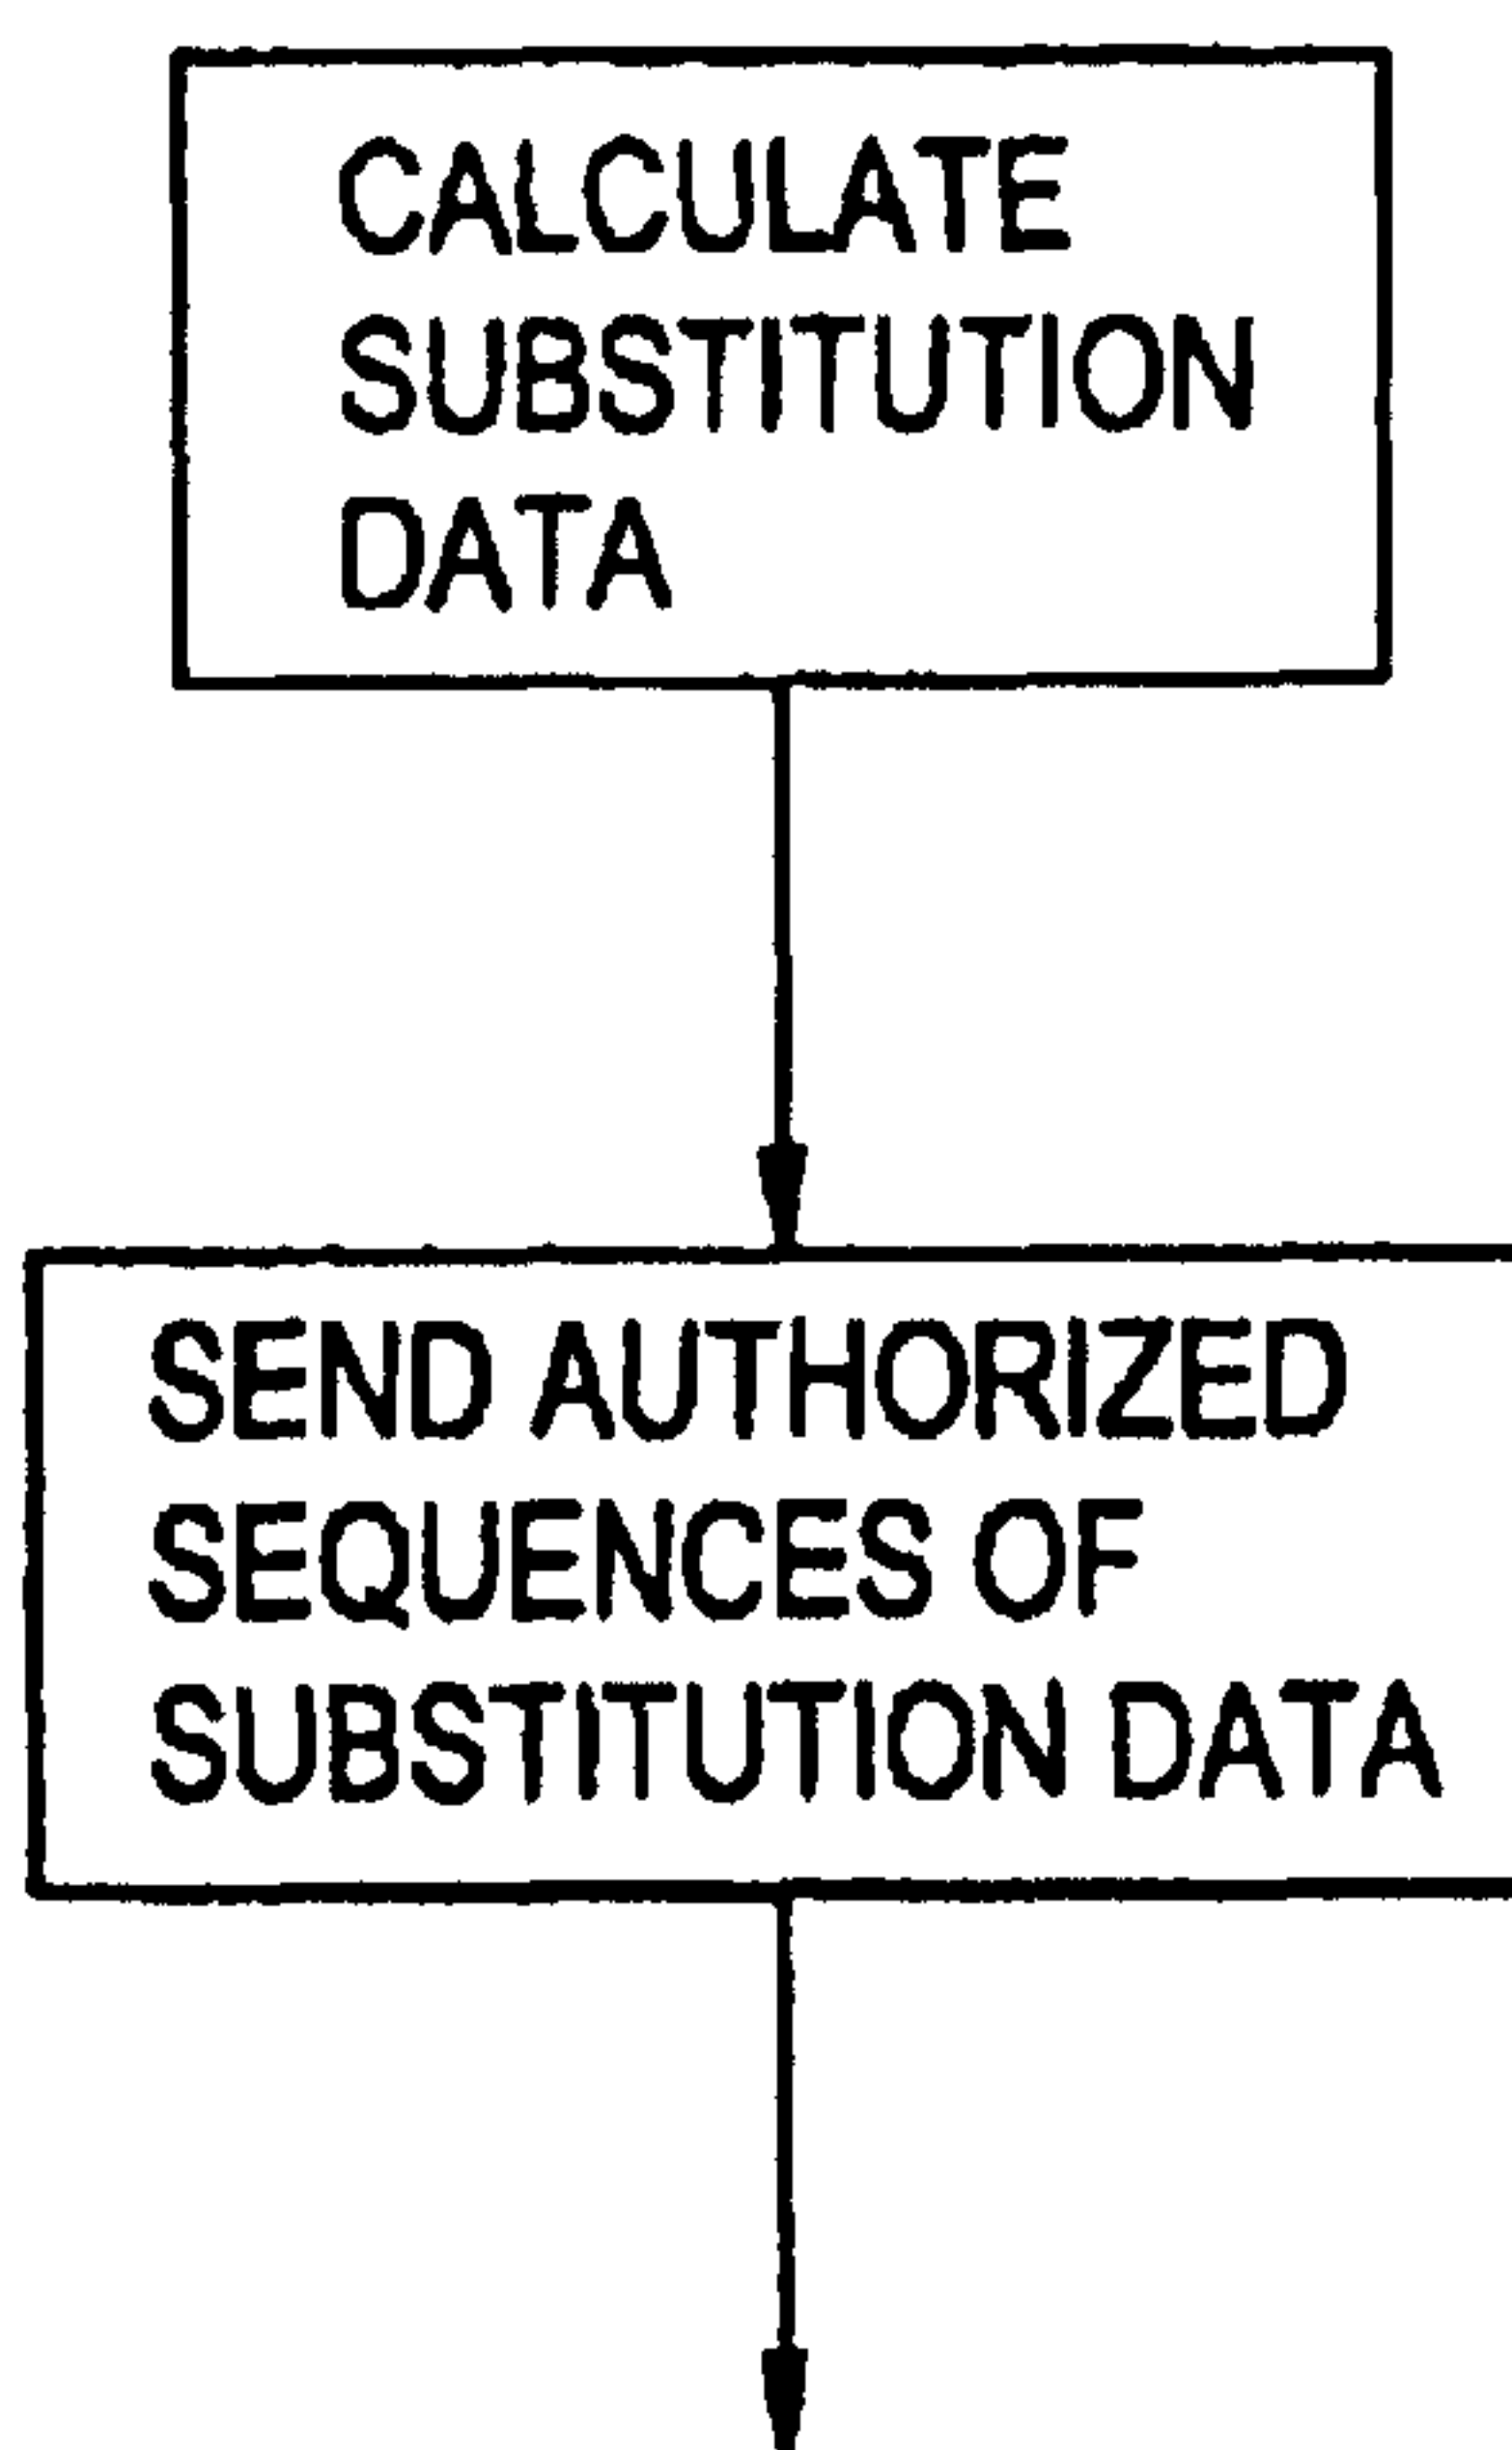 CALCULATE
SUBSTITUTION
DATA
SEND AUTHORIZED
SEQUENCES OF
SUBSTITUTION DATA